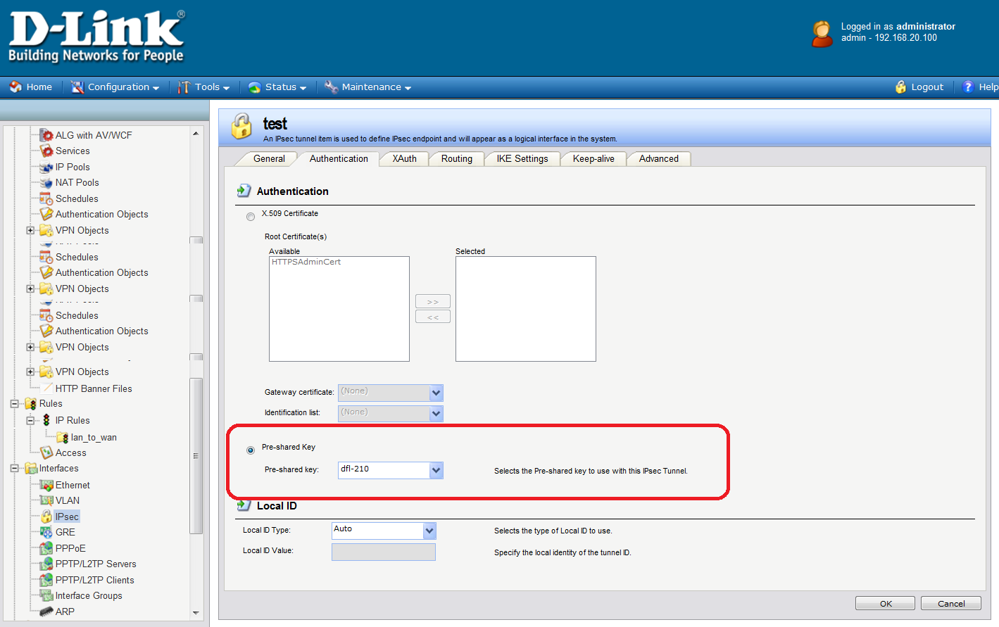 D-Link®
Building Networks for People
Logged in as administrator
admin - 192.168.20.100
Home Configuration Tools Status Maintenance Logout Help
ALG with AV/WCF
Services
IP Pools
NAT Pools
Schedules
Authentication Objects
VPN Objects
Schedules
Authentication Objects
VPN Objects
Schedules
Authentication Objects
VPN Objects
VPN Objects
HTTP Banner Files
Rules
IP Rules
lan_to_wan
Access
Interfaces
Ethernet
VLAN
IPsec
GRE
PPPoE
PPTP/L2TP Servers
PPTP/L2TP Clients
Interface Groups
ARP
test
An IPsec tunnel item is used to define IPsec endpoint and will appear as a logical interface in the system.
General Authentication XAuth Routing IKE Settings Keep-alive Advanced
Authentication
X.509 Certificate
Root Certificate(s)
Available Selected
HTTPSAdminCert
>>
<<
Gateway certificate: (None)
Identification list: (None)
Pre-shared Key
Pre-shared key: dfl-210 Selects the Pre-shared key to use with this IPsec Tunnel.
Local ID
Local ID Type: Auto Selects the type of Local ID to use.
Local ID Value: Specify the local identity of the tunnel ID.
OK Cancel